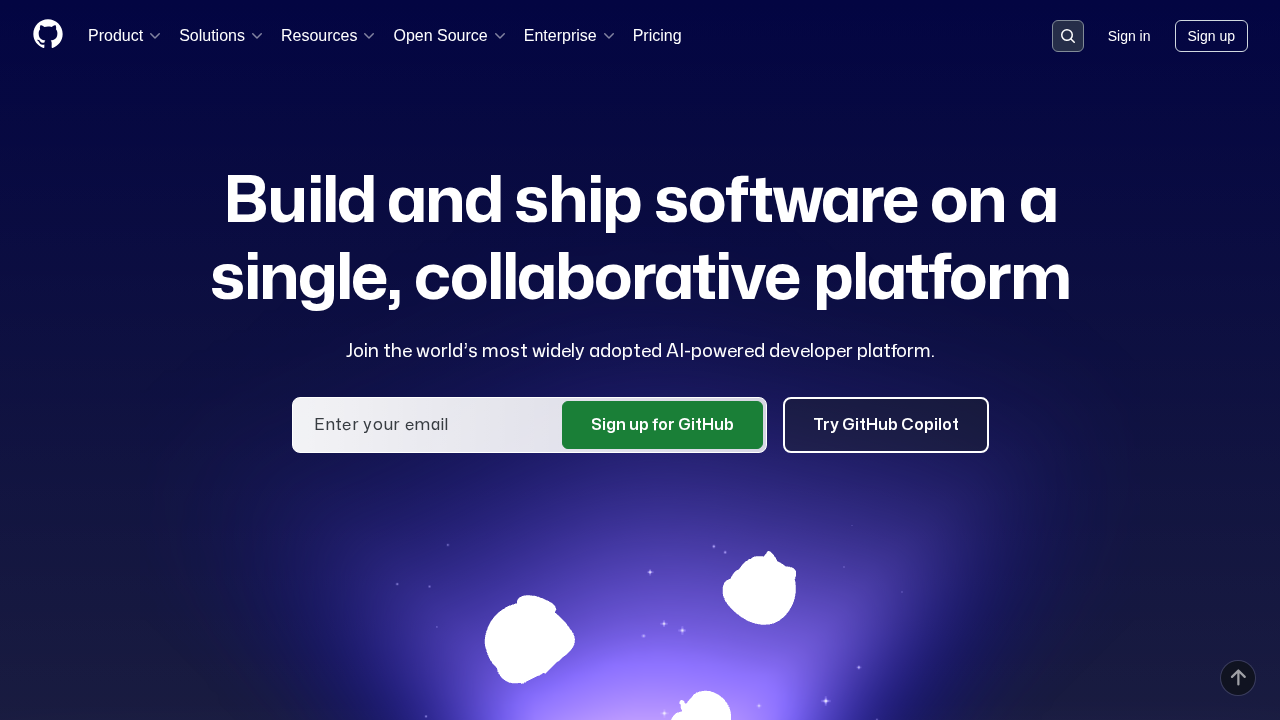 Product Solutions Resources Open Source Enterprise Pricing Sign in Sign up
Build and ship software on a
single, collaborative platform
Join the world’s most widely adopted AI-powered developer platform.
Enter your email Sign up for GitHub Try GitHub Copilot